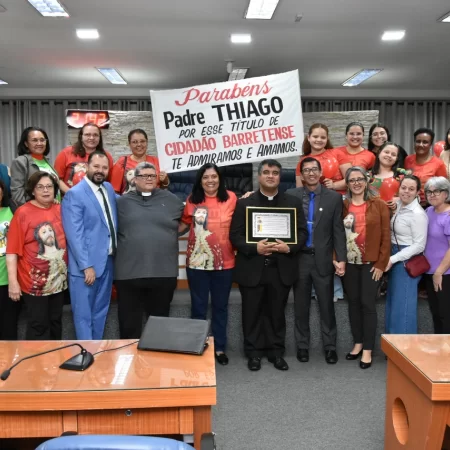 Parabéns
Padre THIAGO
POR ESSE TÍTULO DE
CIDADÃO BARRETENSE
TE ADMIRAMOS E AMAMOS.